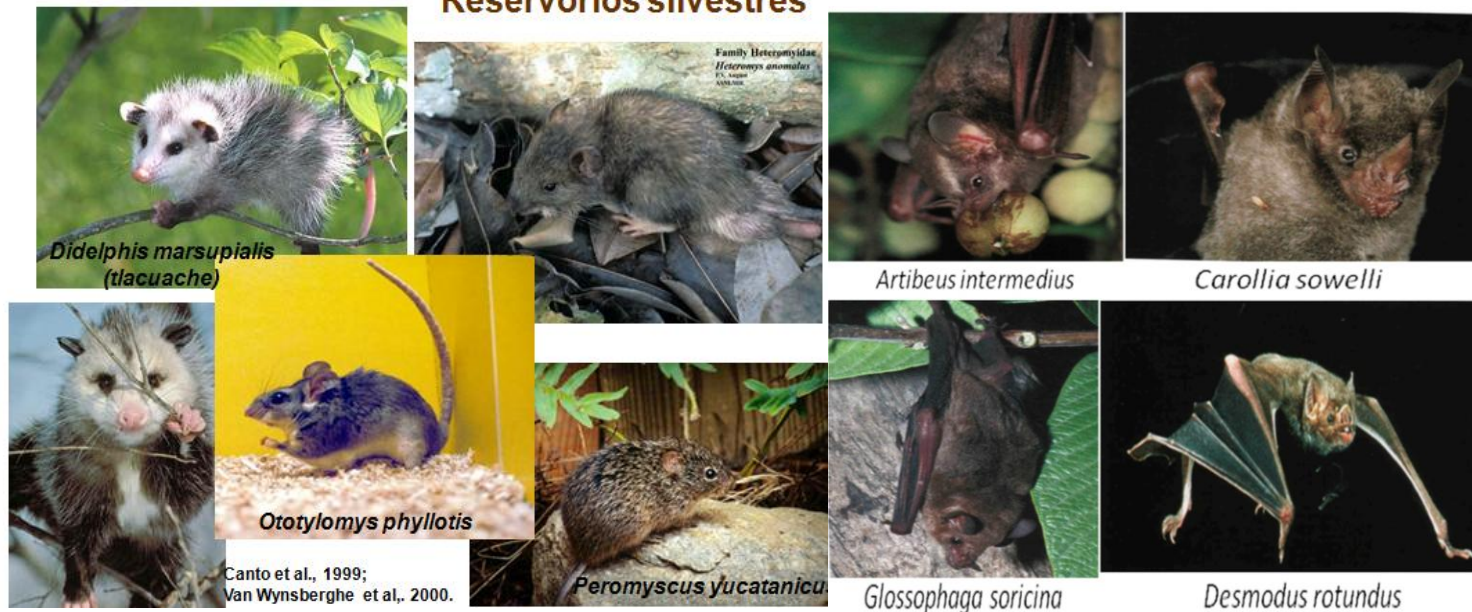 Reservorios silvestres
Didelphis marsupialis
(tlacuache)
Family Heteromyidae
Heteromys anomalus
Artibeus intermedius
Carollia sowelli
Ototylomys phyllotis
Canto et al., 1999;
Van Wynsberghe et al,. 2000.
Peromyscus yucatanicus
Glossophaga soricina
Desmodus rotundus